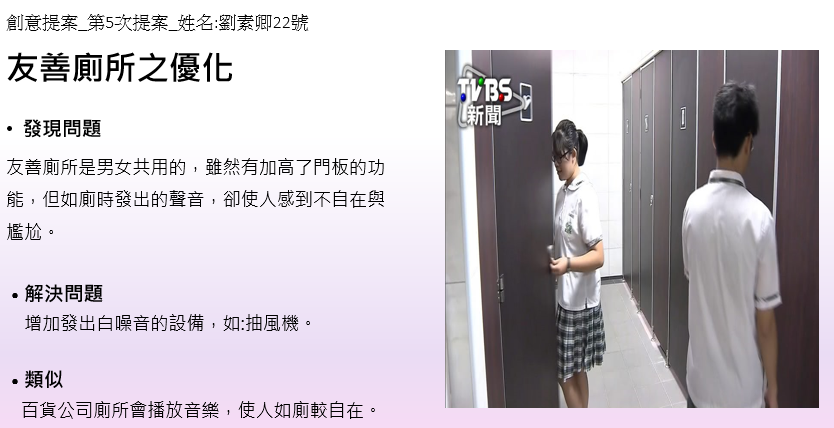 創意提案_第5次提案_姓名:劉素卿22號
友善廁所之優化
• 發現問題
友善廁所是男女共用的，雖然有加高了門板的功
能，但如廁時發出的聲音，卻使人感到不自在與
尷尬。
• 解決問題
增加發出白噪音的設備，如:抽風機。
• 類似
百貨公司廁所會播放音樂，使人如廁較自在。
TVBS
新聞